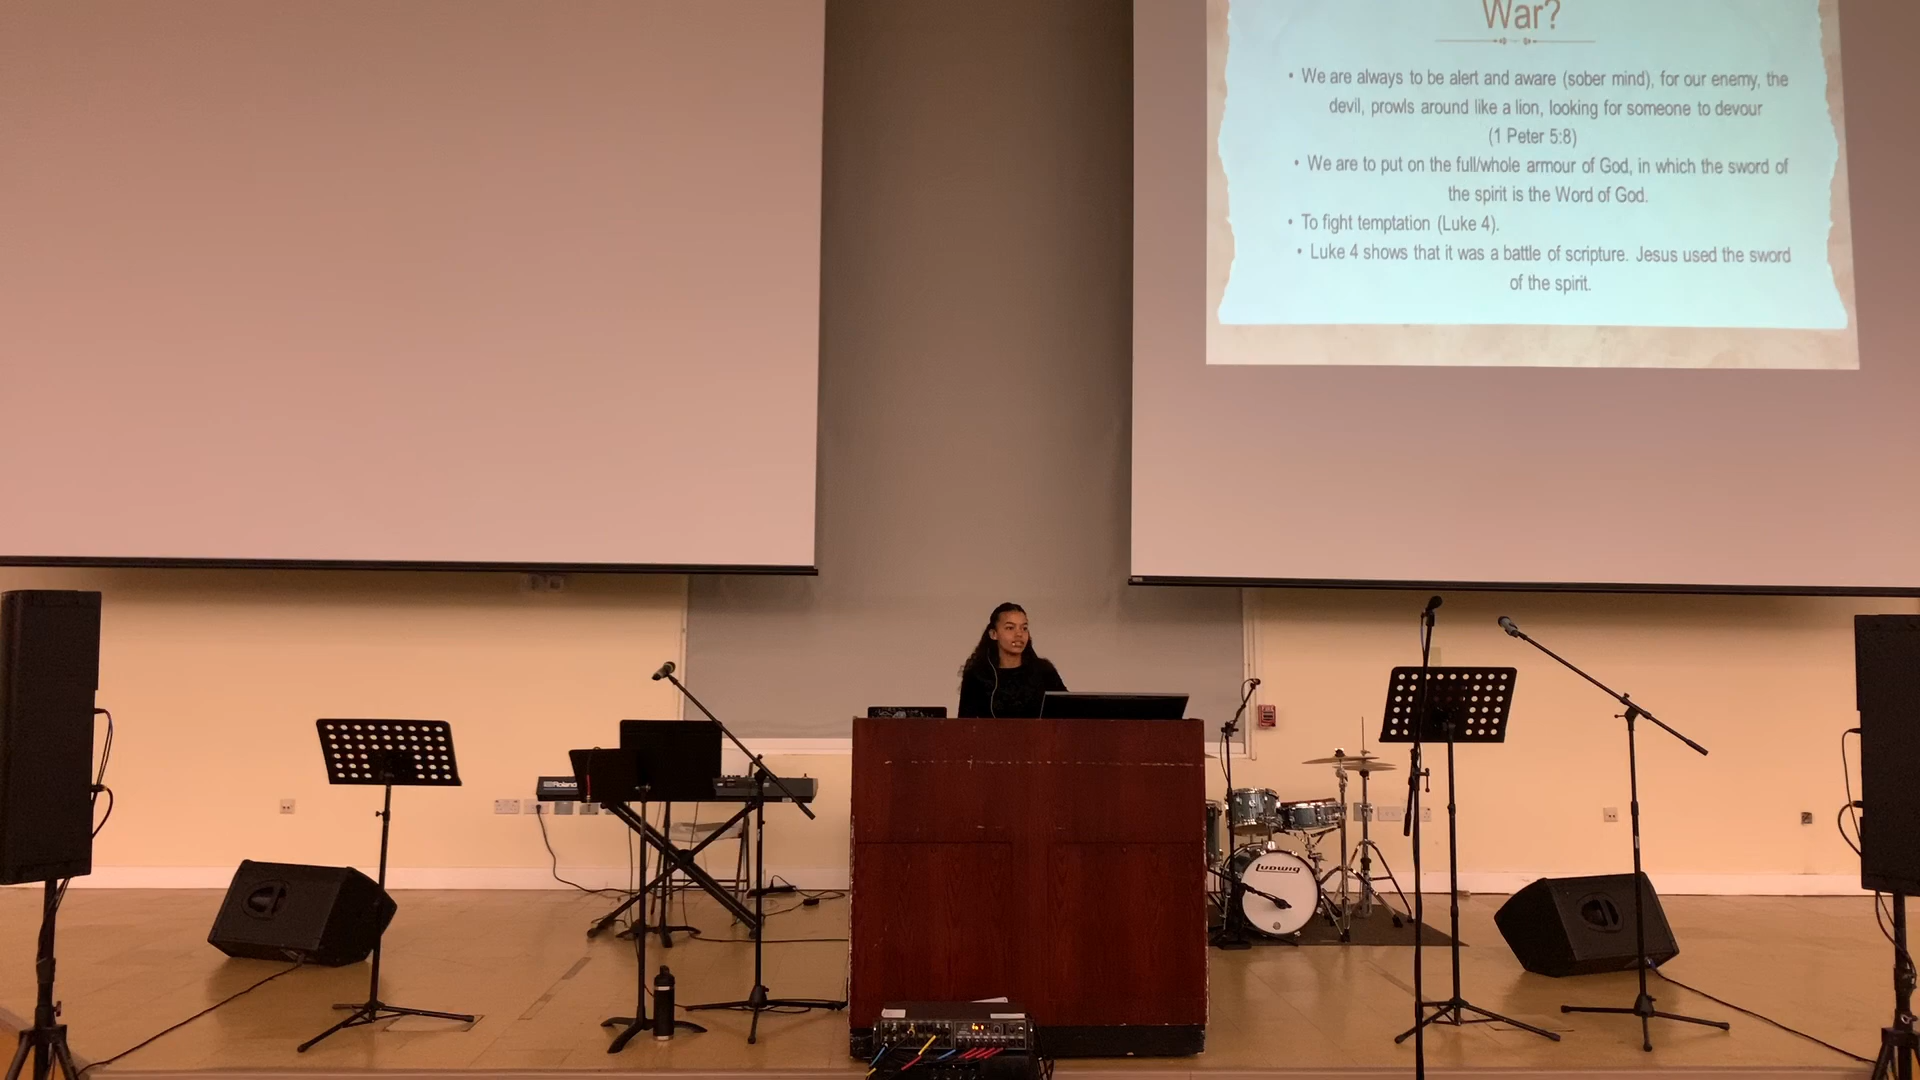 War?
• We are always to be alert and aware (sober mind), for our enemy, the
devil, prowls around like a lion, looking for someone to devour
(1 Peter 5:8)
• We are to put on the full/whole armour of God, in which the sword of
the spirit is the Word of God.
• To fight temptation (Luke 4).
• Luke 4 shows that it was a battle of scripture. Jesus used the sword
of the spirit.
Roland
Ludwig